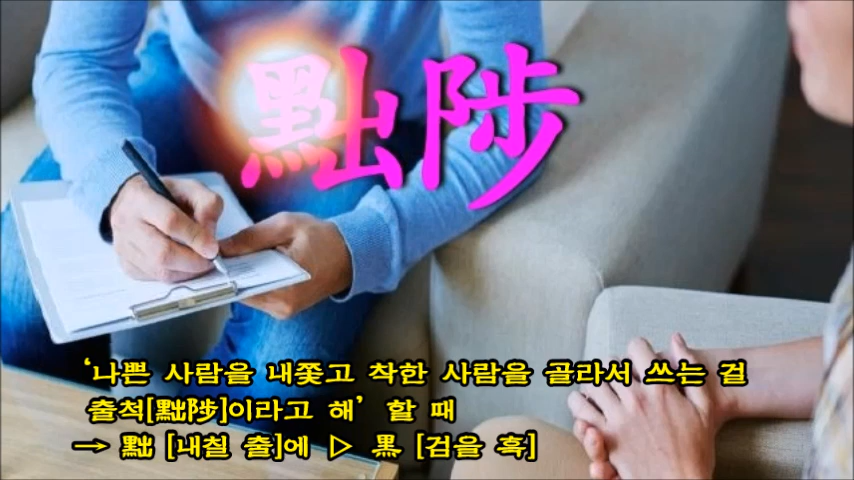 黜陟
‘나쁜 사람을 내쫓고 착한 사람을 골라서 쓰는 걸
출척[黜陟]이라고 해’ 할 때
→ 黜 [내칠 출]에 ▷ 黒 [검을 흑]